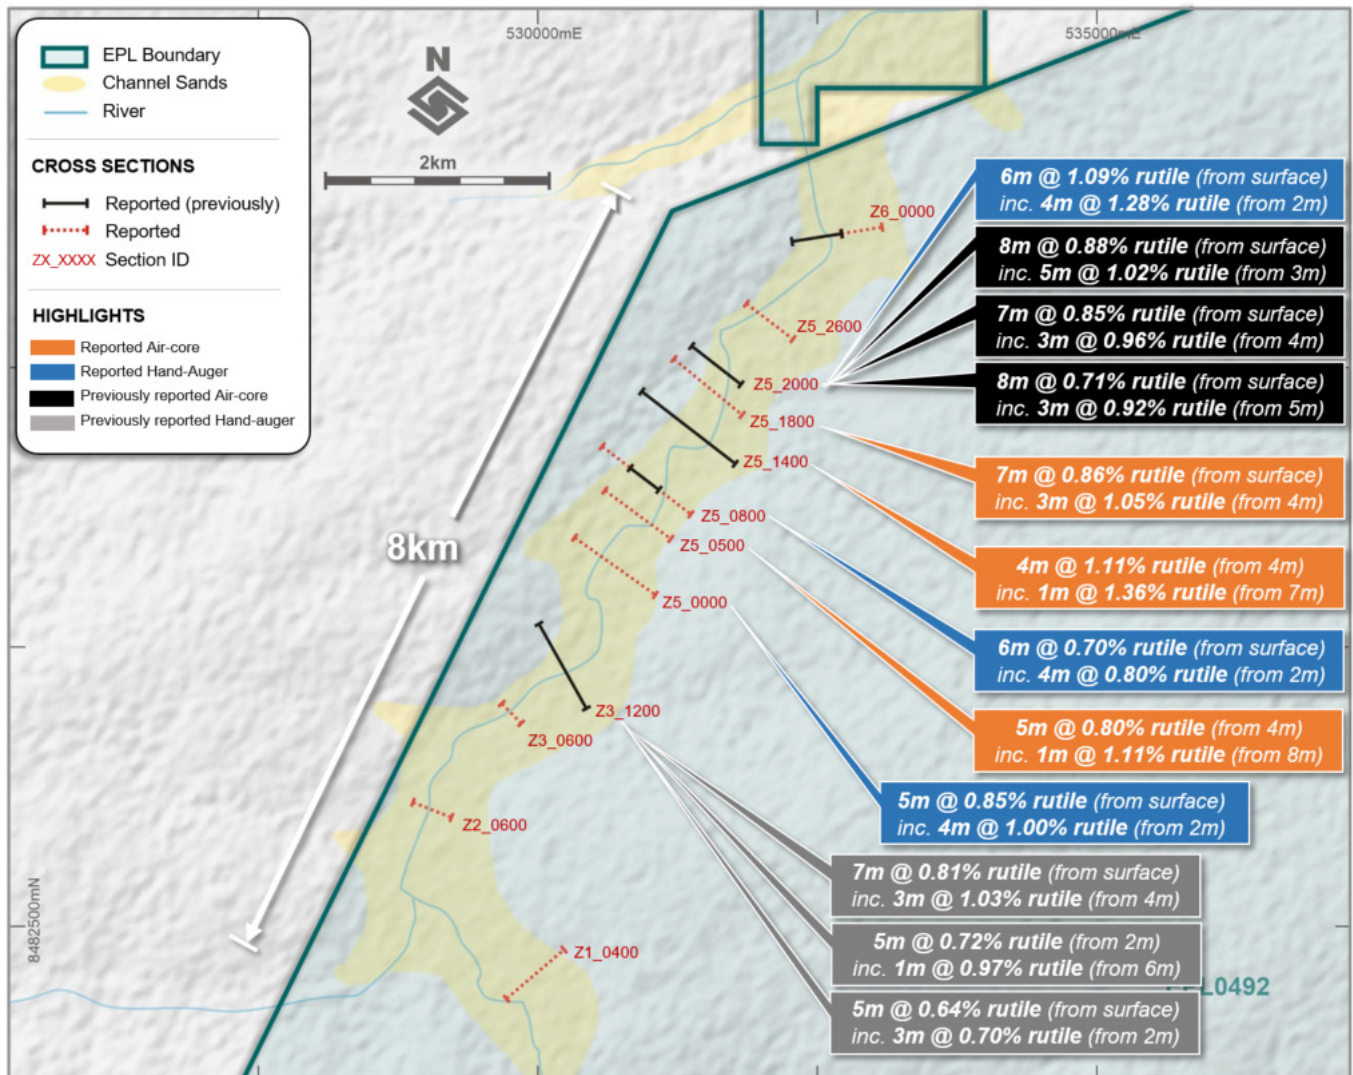 530000mE
535000mE
EPL Boundary
Channel Sands
River
CROSS SECTIONS
Reported (previously)
Reported
ZX_XXXX Section ID
HIGHLIGHTS
Reported Air-core
Reported Hand-Auger
Previously reported Air-core
Previously reported Hand-auger
N
2km
8km
8482500mN
Z6_0000
Z5_2600
Z5_2000
Z5_1800
Z5_1400
Z5_0800
Z5_0500
Z5_0000
Z3_1200
Z3_0600
Z2_0600
Z1_0400
6m @ 1.09% rutile (from surface)
inc. 4m @ 1.28% rutile (from 2m)
8m @ 0.88% rutile (from surface)
inc. 5m @ 1.02% rutile (from 3m)
7m @ 0.85% rutile (from surface)
inc. 3m @ 0.96% rutile (from 4m)
8m @ 0.71% rutile (from surface)
inc. 3m @ 0.92% rutile (from 5m)
7m @ 0.86% rutile (from surface)
inc. 3m @ 1.05% rutile (from 4m)
4m @ 1.11% rutile (from 4m)
inc. 1m @ 1.36% rutile (from 7m)
6m @ 0.70% rutile (from surface)
inc. 4m @ 0.80% rutile (from 2m)
5m @ 0.80% rutile (from 4m)
inc. 1m @ 1.11% rutile (from 8m)
5m @ 0.85% rutile (from surface)
inc. 4m @ 1.00% rutile (from 2m)
7m @ 0.81% rutile (from surface)
inc. 3m @ 1.03% rutile (from 4m)
5m @ 0.72% rutile (from 2m)
inc. 1m @ 0.97% rutile (from 6m)
5m @ 0.64% rutile (from surface)
inc. 3m @ 0.70% rutile (from 2m)